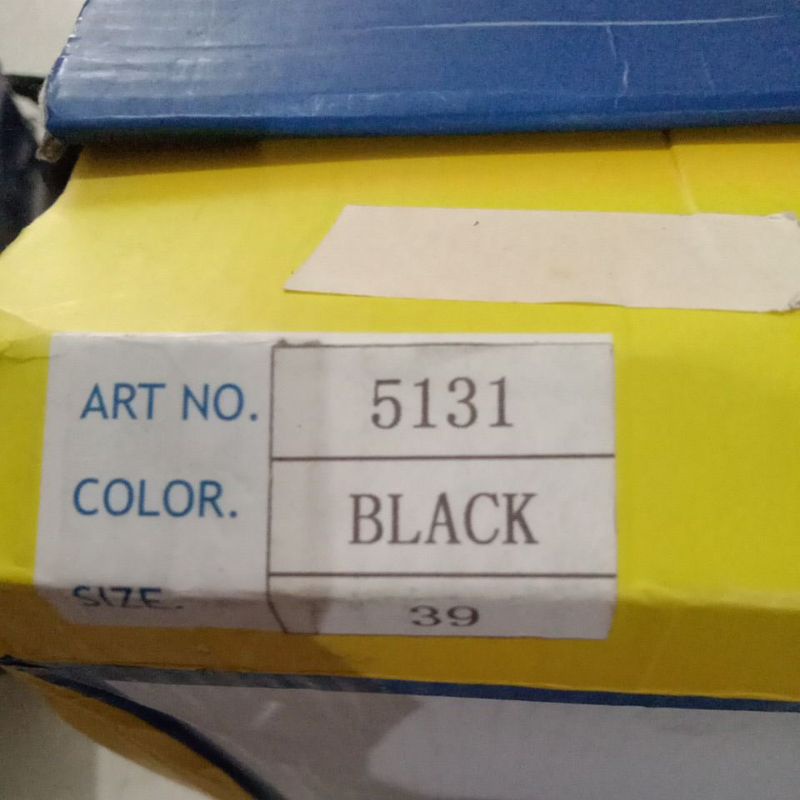 ART NO. 5131
COLOR. BLACK
SIZE. 39